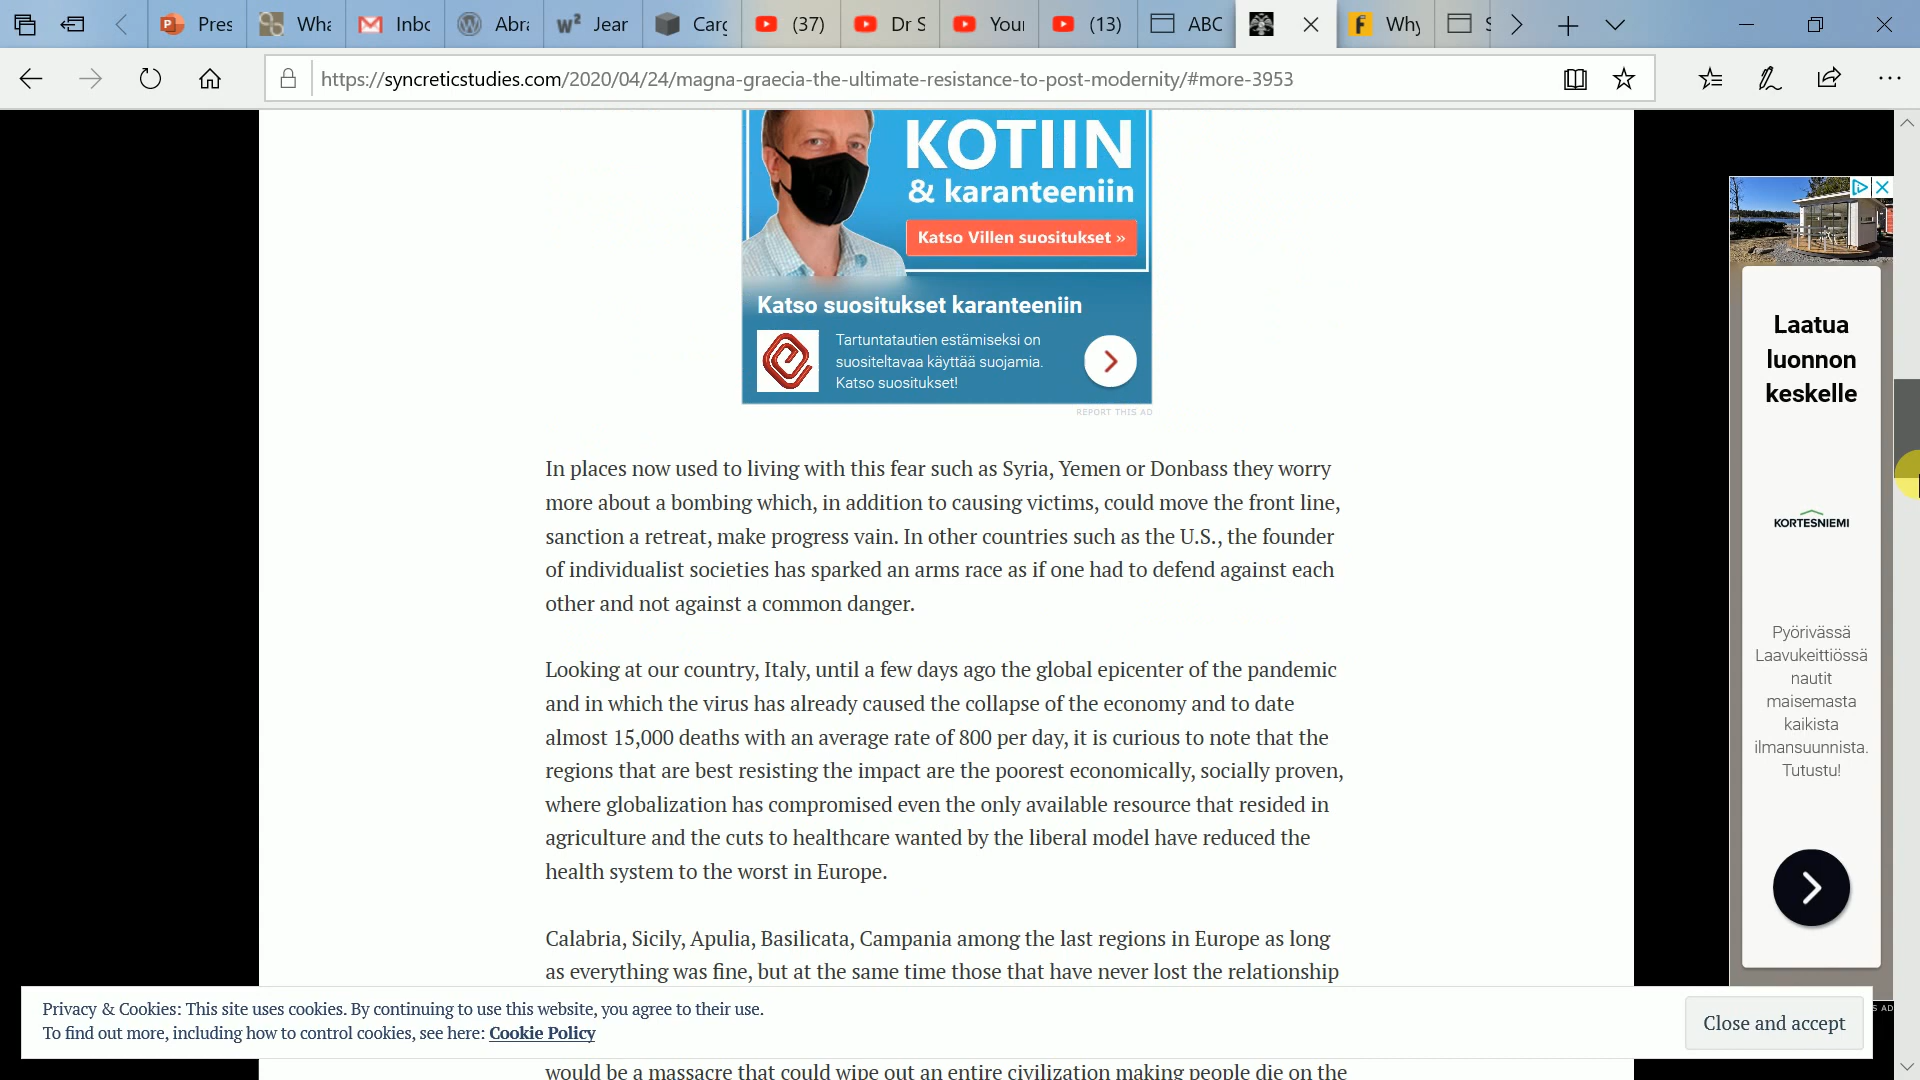 Pres
Wha
Inbc
Abra
Jear
Carg
(37)
Dr S
Your
(13)
ABC
Why
https://syncreticstudies.com/2020/04/24/magna-graecia-the-ultimate-resistance-to-post-modernity/#more-3953
KOTIIN
& karanteeniin
Katso Villen suositukset »
Katso suositukset karanteeniin
Tartuntatautien estämiseksi on
suositeltavaa käyttää suojamia.
Katso suositukset!
REPORT THIS AD
In places now used to living with this fear such as Syria, Yemen or Donbass they worry
more about a bombing which, in addition to causing victims, could move the front line,
sanction a retreat, make progress vain. In other countries such as the U.S., the founder
of individualist societies has sparked an arms race as if one had to defend against each
other and not against a common danger.
Looking at our country, Italy, until a few days ago the global epicenter of the pandemic
and in which the virus has already caused the collapse of the economy and to date
almost 15,000 deaths with an average rate of 800 per day, it is curious to note that the
regions that are best resisting the impact are the poorest economically, socially proven,
where globalization has compromised even the only available resource that resided in
agriculture and the cuts to healthcare wanted by the liberal model have reduced the
health system to the worst in Europe.
Calabria, Sicily, Apulia, Basilicata, Campania among the last regions in Europe as long
as everything was fine, but at the same time those that have never lost the relationship
would be a massacre that could wipe out an entire civilization making people die on the
Laatua
luonnon
keskelle
KORTESNIEMI
Pyörivässä
Laavukeittiössä
nautit
maisemasta
kaikista
ilmansuunnista.
Tutustu!
S AD
Privacy & Cookies: This site uses cookies. By continuing to use this website, you agree to their use.
To find out more, including how to control cookies, see here: Cookie Policy
Close and accept